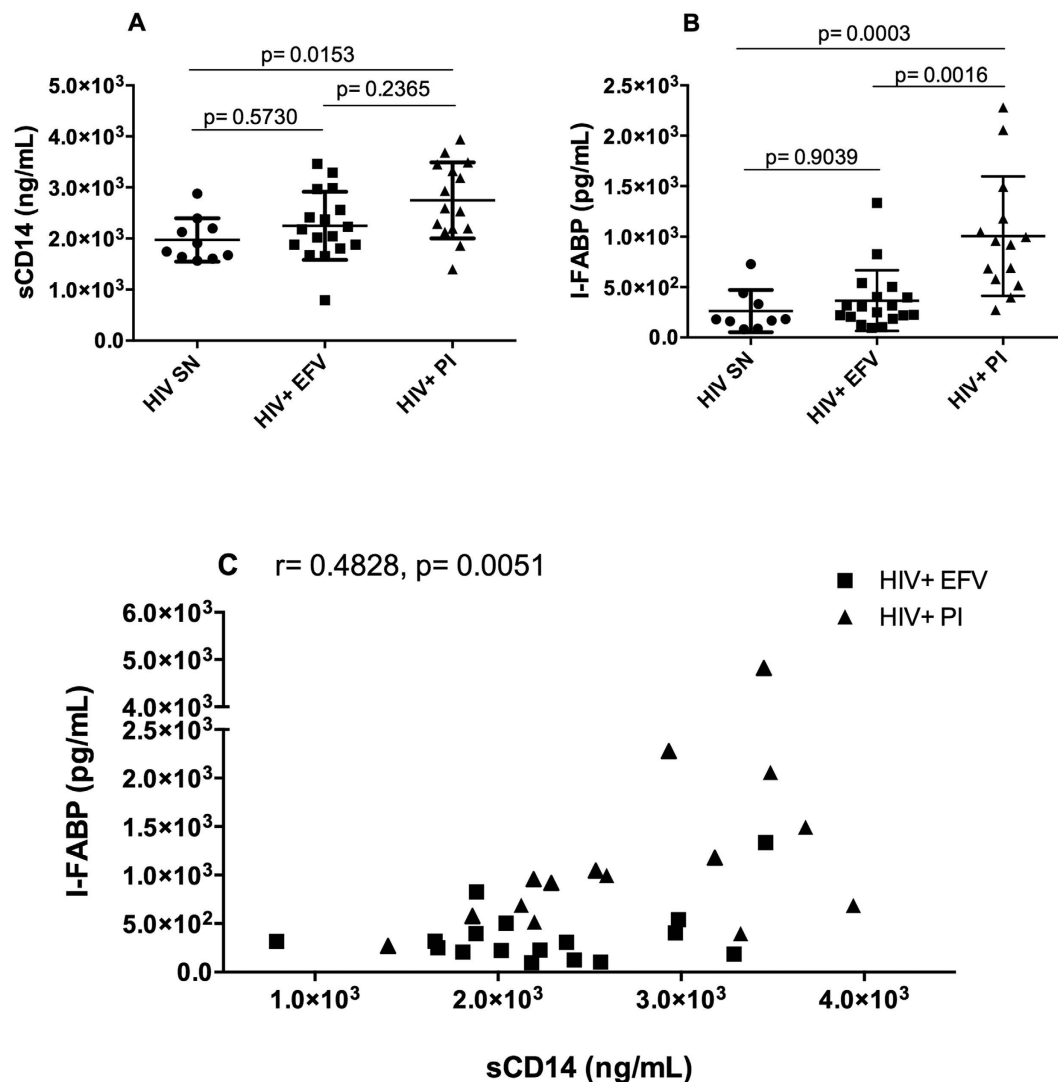 A
p= 0.0153
p= 0.2365
p= 0.5730
sCD14 (ng/mL)
5.0×10³
4.0×10³
3.0×10³
2.0×10³
1.0×10³
0.0
HIV SN
HIV+ EFV
HIV+ PI
B
p= 0.0003
p= 0.0016
p= 0.9039
I-FABP (pg/mL)
2.5×10³
2.0×10³
1.5×10³
1.0×10³
5.0×10²
0.0
HIV SN
HIV+ EFV
HIV+ PI
C r= 0.4828, p= 0.0051
HIV+ EFV
HIV+ PI
I-FABP (pg/mL)
6.0×10³
5.0×10³
4.0×10³
2.5×10³
2.0×10³
1.5×10³
1.0×10³
5.0×10²
0.0
1.0×10³ 2.0×10³ 3.0×10³ 4.0×10³
sCD14 (ng/mL)